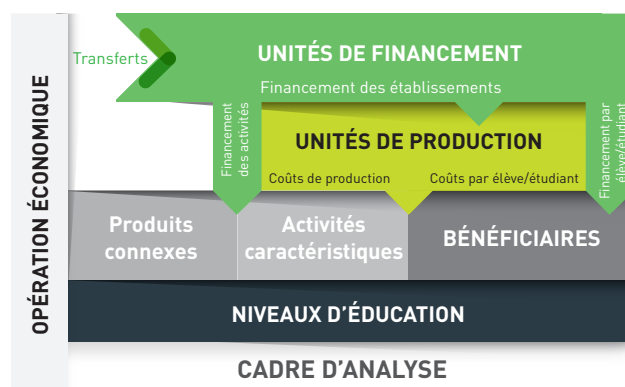 OPÉRATION ÉCONOMIQUE
Transferts
UNITÉS DE FINANCEMENT
Financement des établissements
Financement
des activités
UNITÉS DE PRODUCTION
Financement par
élève/étudiant
Coûts de production
Coûts par élève/étudiant
Produits
connexes
Activités
caractéristiques
BÉNÉFICIAIRES
NIVEAUX D'ÉDUCATION
CADRE D'ANALYSE